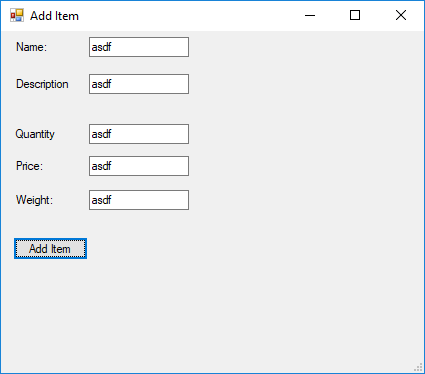 Add Item
Name: asdf
Description asdf
Quantity asdf
Price: asdf
Weight: asdf
Add Item